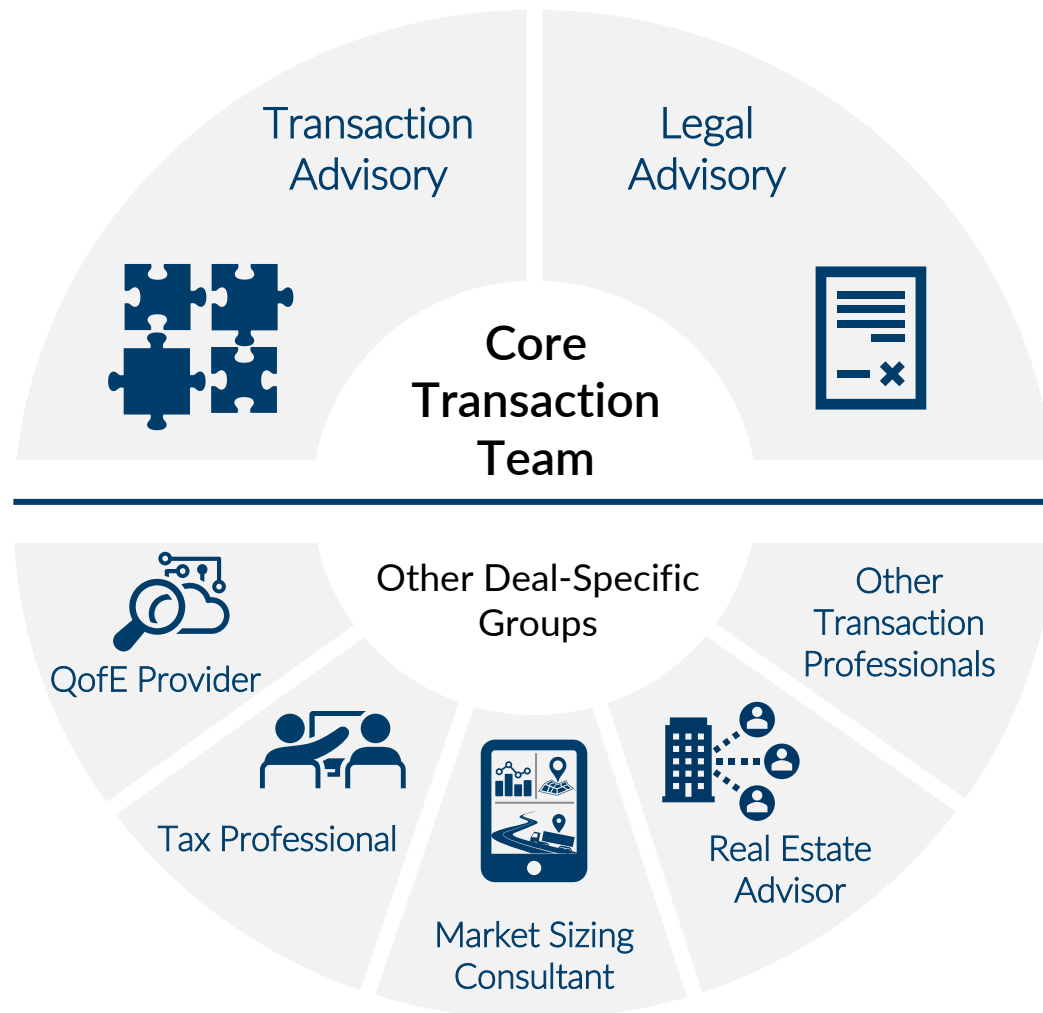 Transaction
Advisory
Legal
Advisory
Core
Transaction
Team
Other Deal-Specific
Groups
QofE Provider
Tax Professional
Market Sizing
Consultant
Real Estate
Advisor
Other
Transaction
Professionals